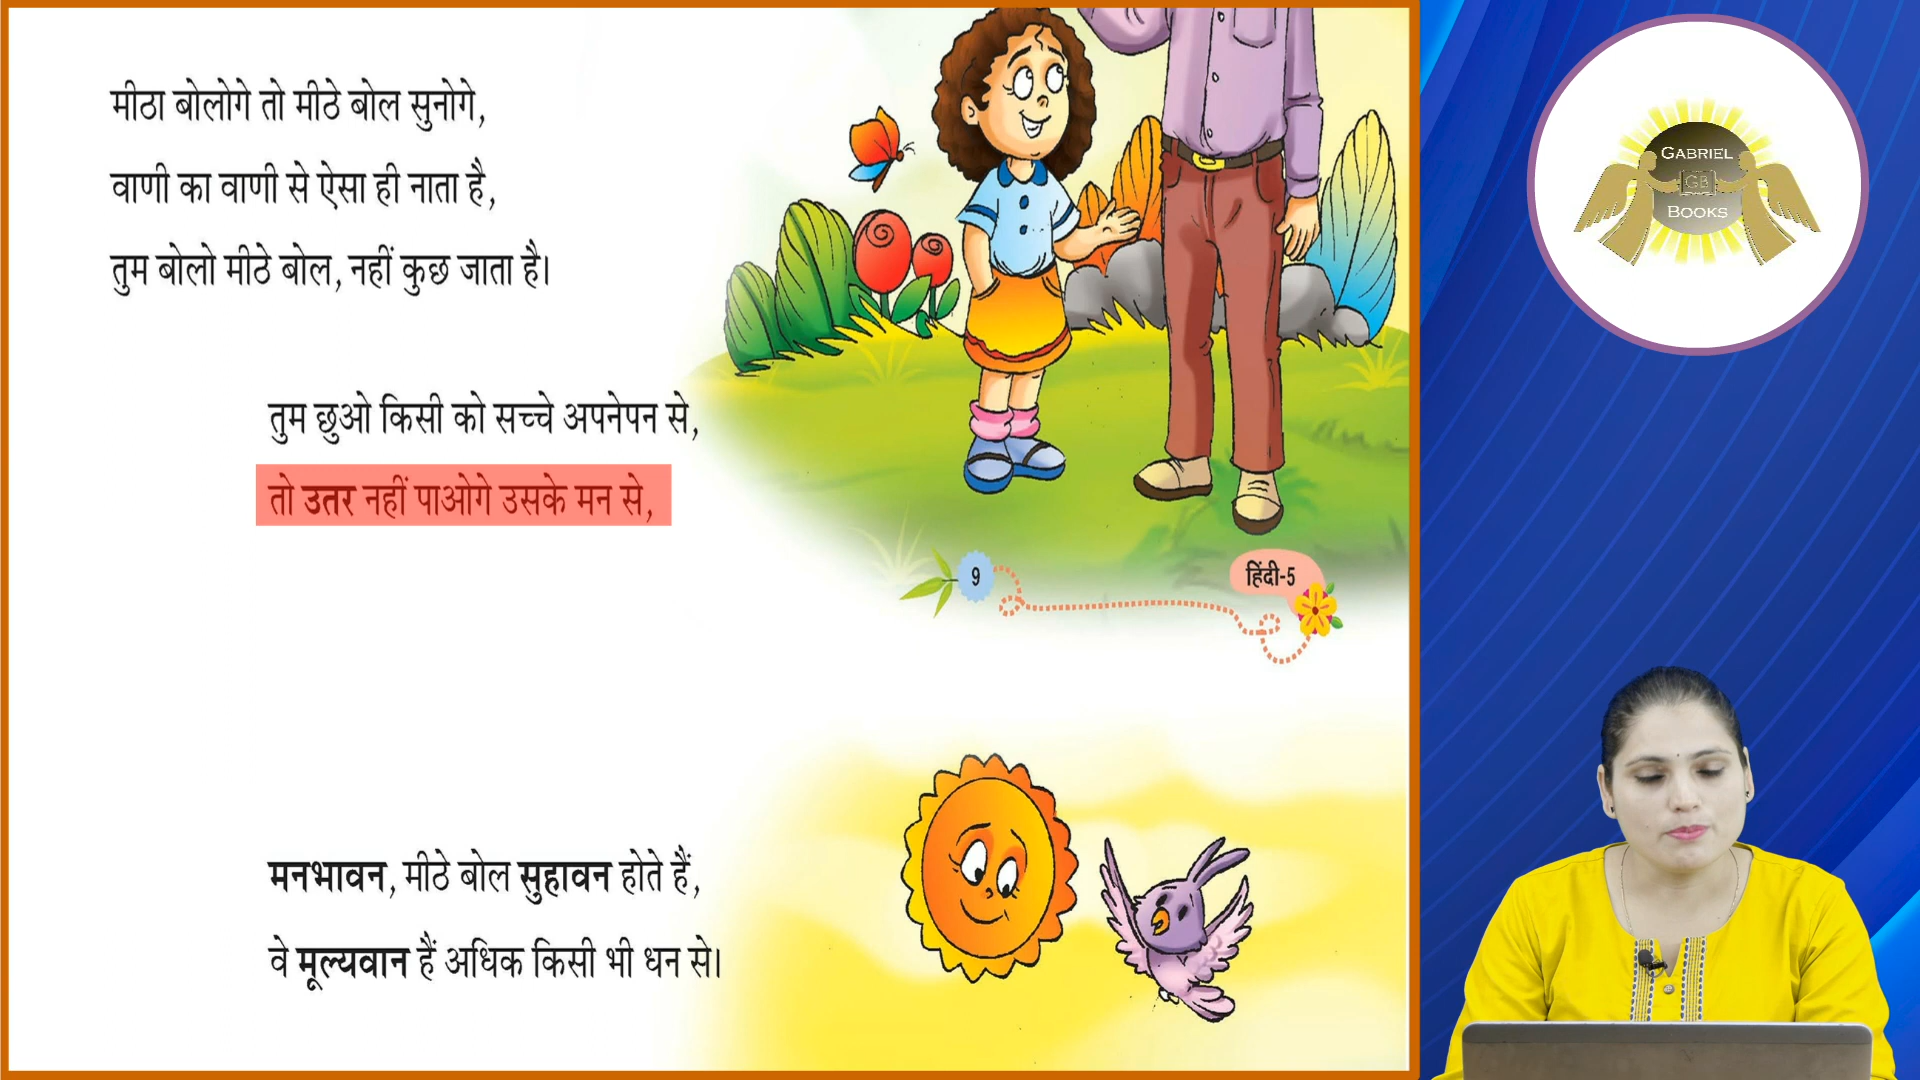 मीठा बोलोगे तो मीठे बोल सुनोगे,
वाणी का वाणी से ऐसा ही नाता है,
तुम बोलो मीठे बोल, नहीं कुछ जाता है।
तुम छुओ किसी को सच्चे अपनेपन से,
तो उतर नहीं पाओगे उसके मन से,
9
हिंदी-5
मनभावन, मीठे बोल सुहावन होते हैं,
वे मूल्यवान हैं अधिक किसी भी धन से।
GABRIEL
GB
BOOKS